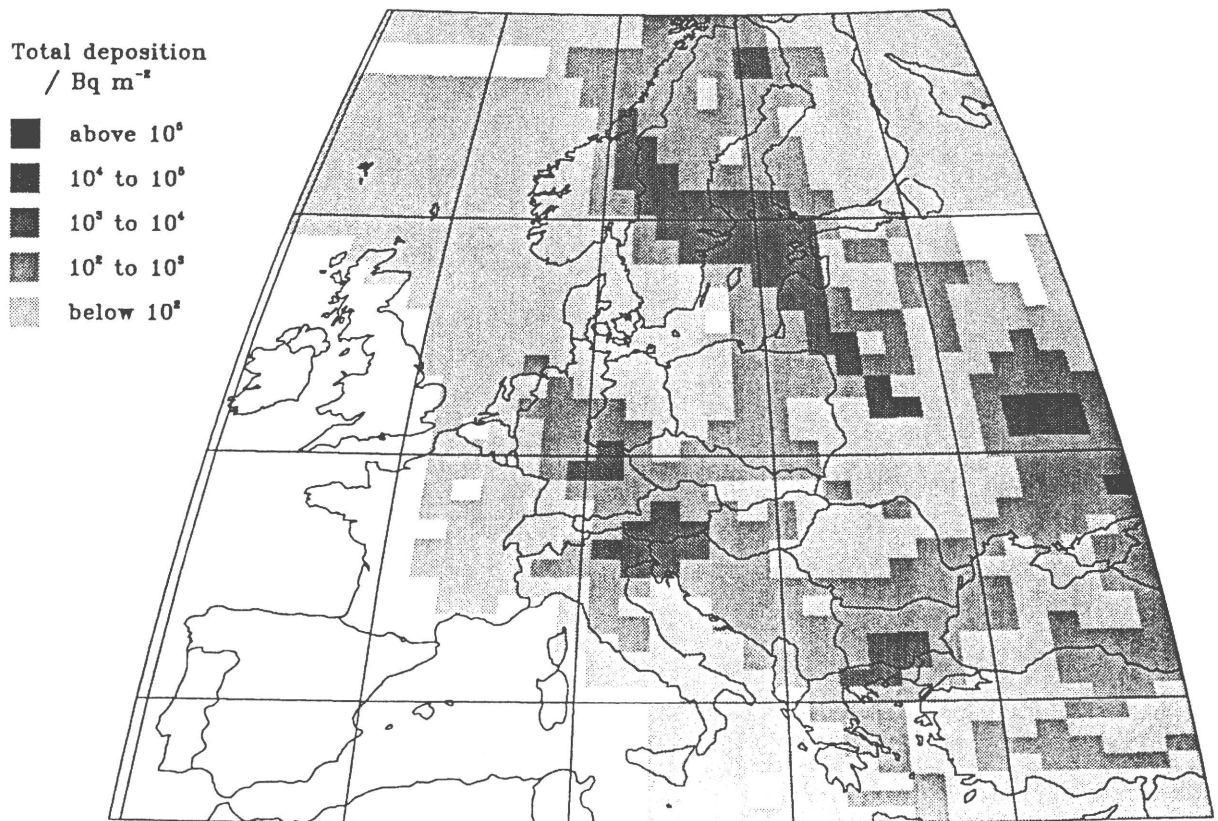 Total deposition
/ Bq m⁻²
above 10⁵
10⁴ to 10⁵
10³ to 10⁴
10² to 10³
below 10²